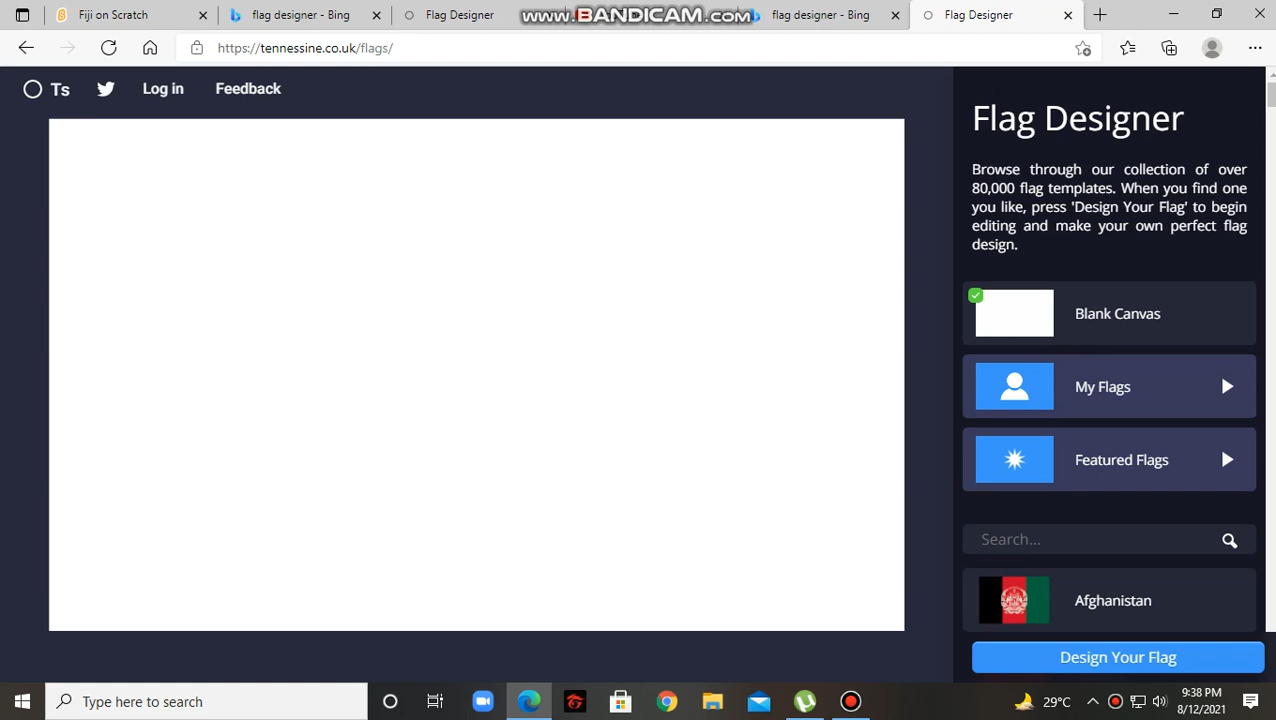 Fiji on Scratch
flag designer - Bing
Flag Designer
www.BANDICAM.com
flag designer - Bing
Flag Designer
https://tennessine.co.uk/flags/
Ts
Log in
Feedback
Flag Designer
Browse through our collection of over
80,000 flag templates. When you find one
you like, press 'Design Your Flag' to begin
editing and make your own perfect flag
design.
Blank Canvas
My Flags
Featured Flags
Search...
Afghanistan
Design Your Flag
Type here to search
29°C
9:38 PM
8/12/2021